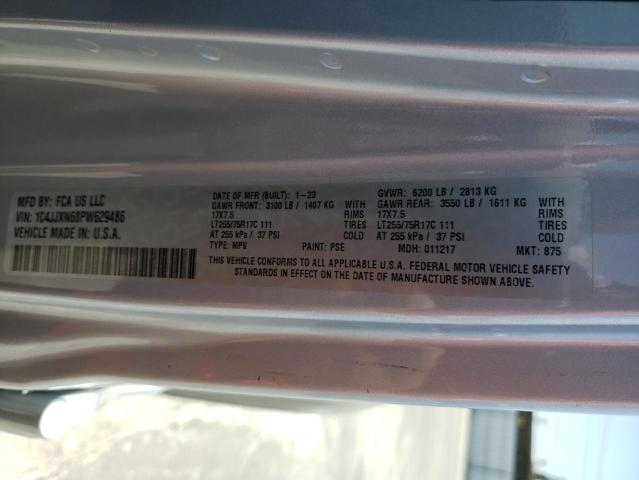 MFD BY: FCA US LLC
VIN: 1C4JJXN68PW629486
VEHICLE MADE IN: U.S.A.
DATE OF MFR (BUILT): 1-23
GAWR FRONT: 3100 LB / 1407 KG WITH
17X7.5 RIMS
LT255/75R17C 111 TIRES
AT 255 kPa / 37 PSI COLD
TYPE: MPV PAINT: PSE
GVWR: 6200 LB / 2813 KG
GAWR REAR: 3550 LB / 1611 KG WITH
17X7.5 RIMS
LT255/75R17C 111 TIRES
AT 255 kPa / 37 PSI COLD
MDH: 011217 MKT: 875
THIS VEHICLE CONFORMS TO ALL APPLICABLE U.S.A. FEDERAL MOTOR VEHICLE SAFETY
STANDARDS IN EFFECT ON THE DATE OF MANUFACTURE SHOWN ABOVE.